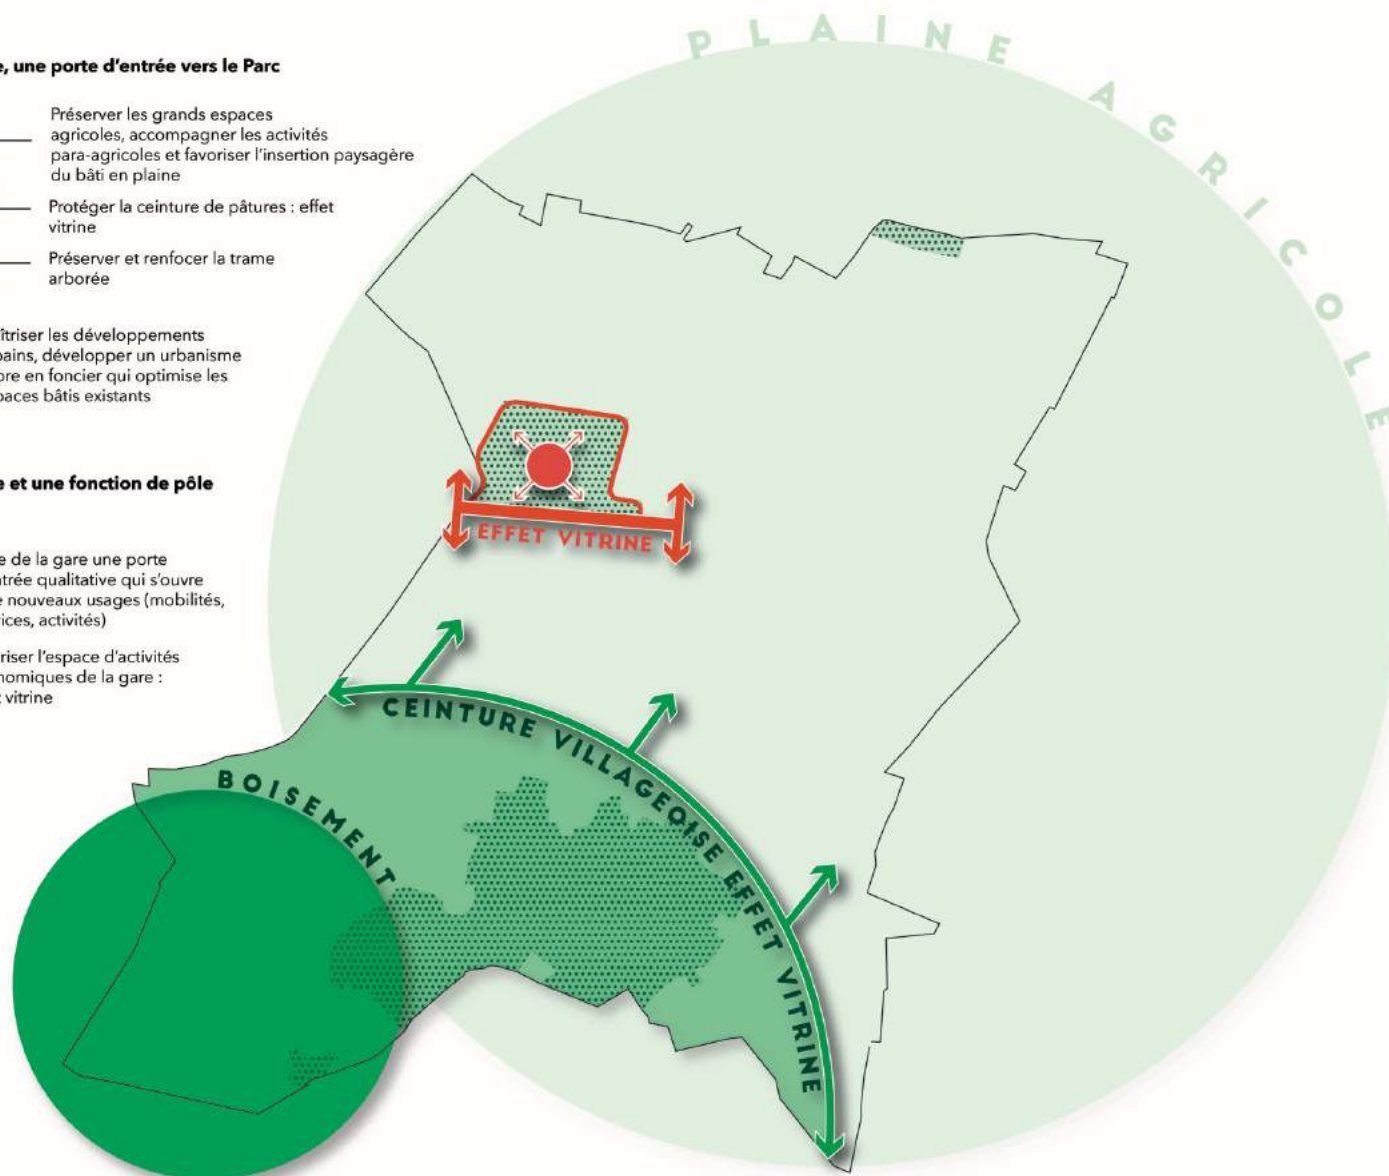 PLAINE AGRICOLE
e, une porte d'entrée vers le Parc
Préserver les grands espaces
agricoles, accompagner les activités
para-agricoles et favoriser l'insertion paysagère
du bâti en plaine
Protéger la ceinture de pâtures : effet
vitrine
Préserver et renfocer la trame
arborée
îtriser les développements
bains, développer un urbanisme
bre en foncier qui optimise les
paces bâtis existants
e et une fonction de pôle
e de la gare une porte
ntrée qualitative qui s'ouvre
e nouveaux usages (mobilités,
vices, activités)
riser l'espace d'activités
nomiques de la gare :
t vitrine
EFFET VITRINE
CEINTURE VILLAGEOISE EFFET VITRINE
BOISEMENT